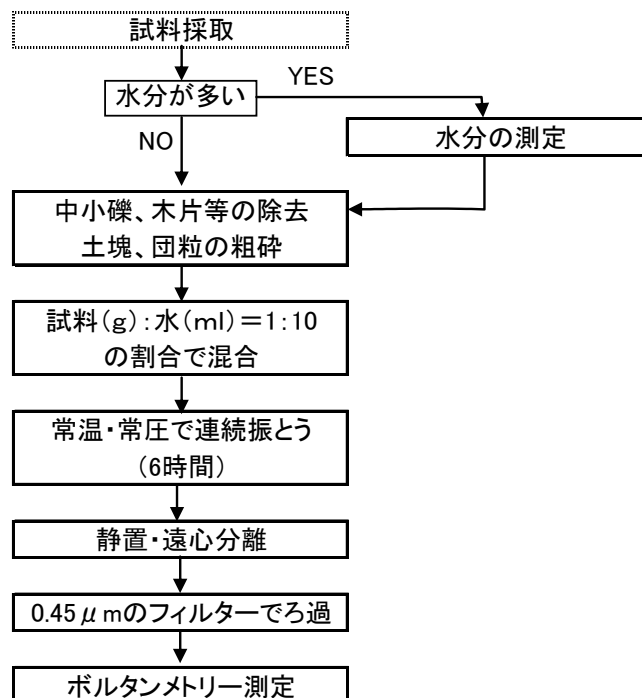 試料採取
水分が多い
YES
NO
水分の測定
中小礫、木片等の除去
土塊、団粒の粗砕
試料(g):水(ml)=1:10
の割合で混合
常温・常圧で連続振とう
(6時間)
静置・遠心分離
0.45μmのフィルターでろ過
ボルタンメトリー測定